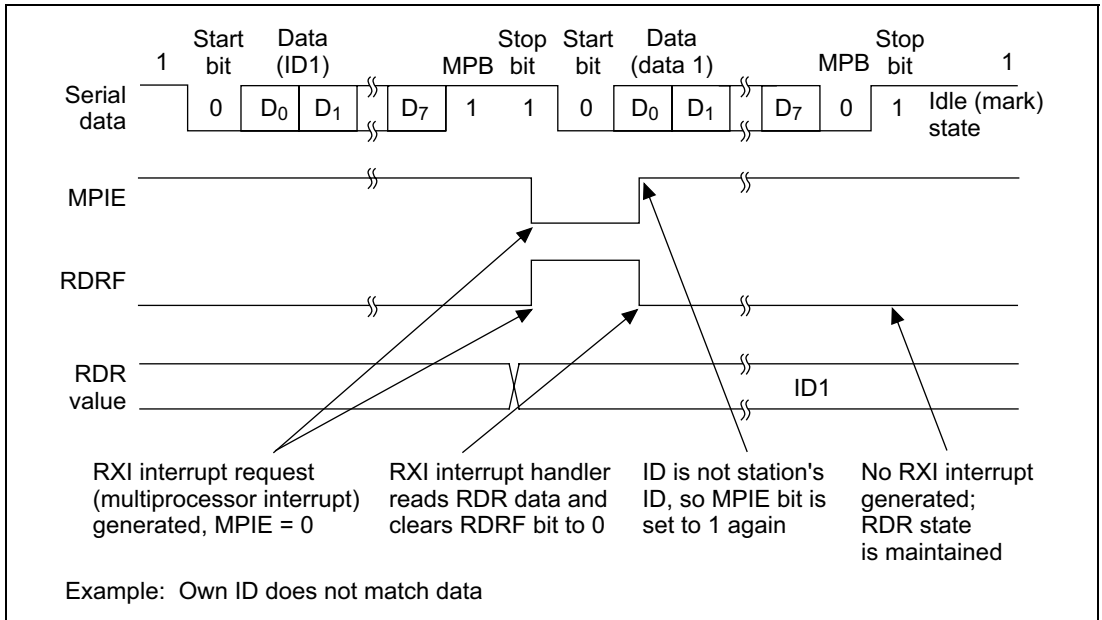 Start Data Stop Start Data Stop
1 bit (ID1) MPB bit bit (data 1) MPB bit 1
Serial data 0 D0 D1 D7 1 1 0 D0 D1 D7 0 1 Idle (mark) state
MPIE
RDRF
RDR
value
ID1
RXI interrupt request
(multiprocessor interrupt)
generated, MPIE = 0
RXI interrupt handler
reads RDR data and
clears RDRF bit to 0
ID is not station's
ID, so MPIE bit is
set to 1 again
No RXI interrupt
generated;
RDR state
is maintained
Example: Own ID does not match data